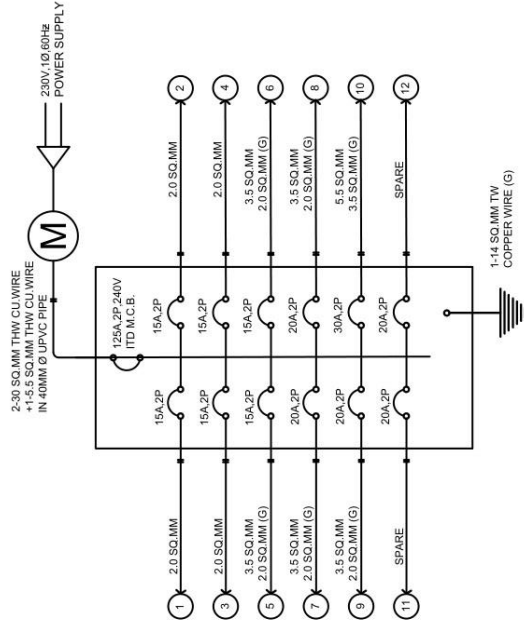 230V,1Ø,60Hz
POWER SUPPLY
M
2-30 SQ.MM THW CU.WIRE
+1-5.5 SQ.MM THW CU.WIRE
IN 40MM Ø UPVC PIPE
125A,2P,240V
ITD M.C.B.
1
2.0 SQ.MM
15A,2P
15A,2P
2.0 SQ.MM
2
3
2.0 SQ.MM
15A,2P
15A,2P
2.0 SQ.MM
4
5
3.5 SQ.MM
2.0 SQ.MM (G)
15A,2P
15A,2P
3.5 SQ.MM
2.0 SQ.MM (G)
6
7
3.5 SQ.MM
2.0 SQ.MM (G)
20A,2P
20A,2P
3.5 SQ.MM
2.0 SQ.MM (G)
8
9
3.5 SQ.MM
2.0 SQ.MM (G)
20A,2P
30A,2P
5.5 SQ.MM
3.5 SQ.MM (G)
10
11
SPARE
20A,2P
20A,2P
SPARE
12
1-14 SQ.MM TW
COPPER WIRE (G)